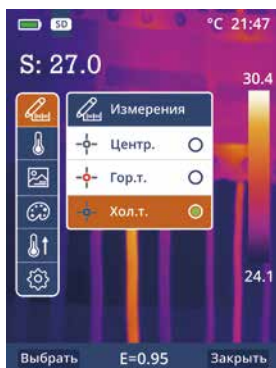 SD °C 21:47
S: 27.0
30.4
Измерения
Центр.
Гор.т.
Хол.т.
24.1
Выбрать E=0.95 Закрыть